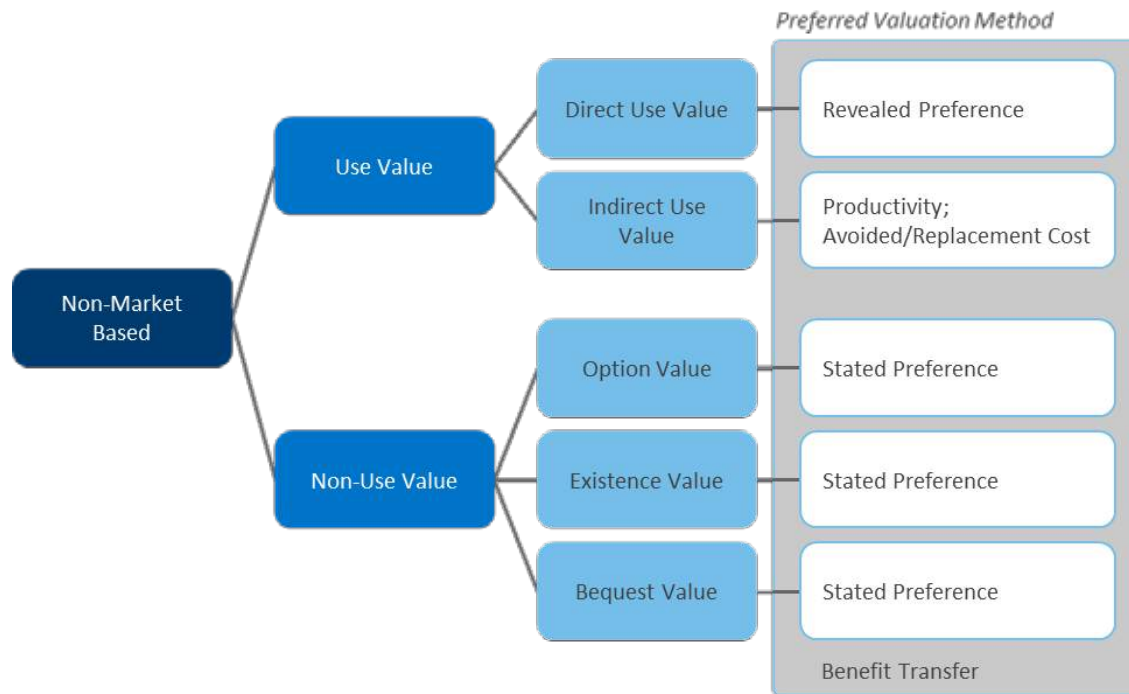 Preferred Valuation Method
Direct Use Value
Revealed Preference
Use Value
Indirect Use
Value
Productivity;
Avoided/Replacement Cost
Non-Market
Based
Option Value
Stated Preference
Non-Use Value
Existence Value
Stated Preference
Bequest Value
Stated Preference
Benefit Transfer